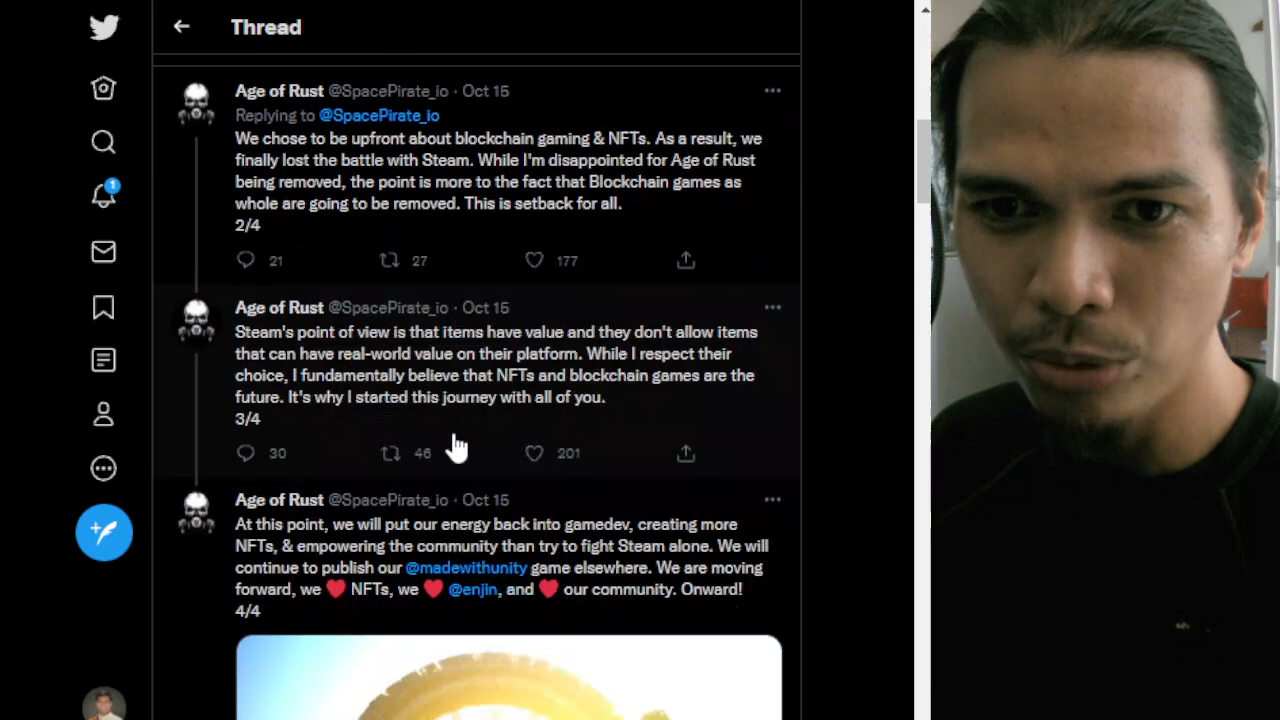 Thread
Age of Rust @SpacePirate_io · Oct 15
Replying to @SpacePirate_io
We chose to be upfront about blockchain gaming & NFTs. As a result, we
finally lost the battle with Steam. While I'm disappointed for Age of Rust
being removed, the point is more to the fact that Blockchain games as
whole are going to be removed. This is setback for all.
2/4
21 27 177
Age of Rust @SpacePirate_io · Oct 15
Steam's point of view is that items have value and they don't allow items
that can have real-world value on their platform. While I respect their
choice, I fundamentally believe that NFTs and blockchain games are the
future. It's why I started this journey with all of you.
3/4
30 46 201
Age of Rust @SpacePirate_io · Oct 15
At this point, we will put our energy back into gamedev, creating more
NFTs, & empowering the community than try to fight Steam alone. We will
continue to publish our @madewithunity game elsewhere. We are moving
forward, we ❤️ NFTs, we ❤️ @enjin, and ❤️ our community. Onward!
4/4
1